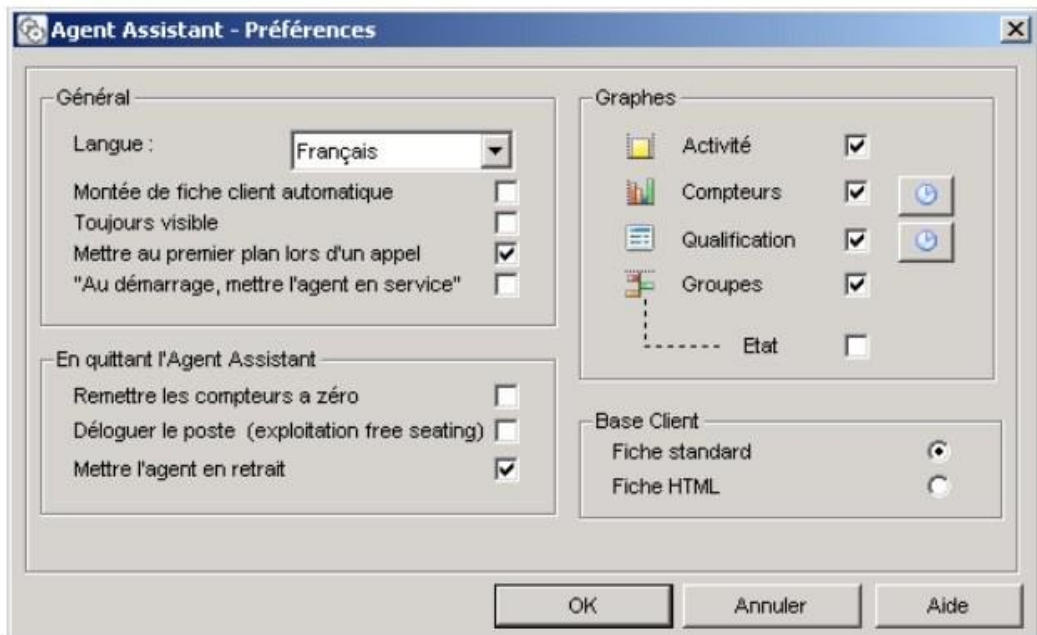 Agent Assistant - Préférences
Général
Langue :
Français
Montée de fiche client automatique
Toujours visible
Mettre au premier plan lors d'un appel
"Au démarrage, mettre l'agent en service"
En quittant l'Agent Assistant
Remettre les compteurs a zéro
Déloguer le poste (exploitation free seating)
Mettre l'agent en retrait
Graphes
Activité
Compteurs
Qualification
Groupes
Etat
Base Client
Fiche standard
Fiche HTML
OK
Annuler
Aide